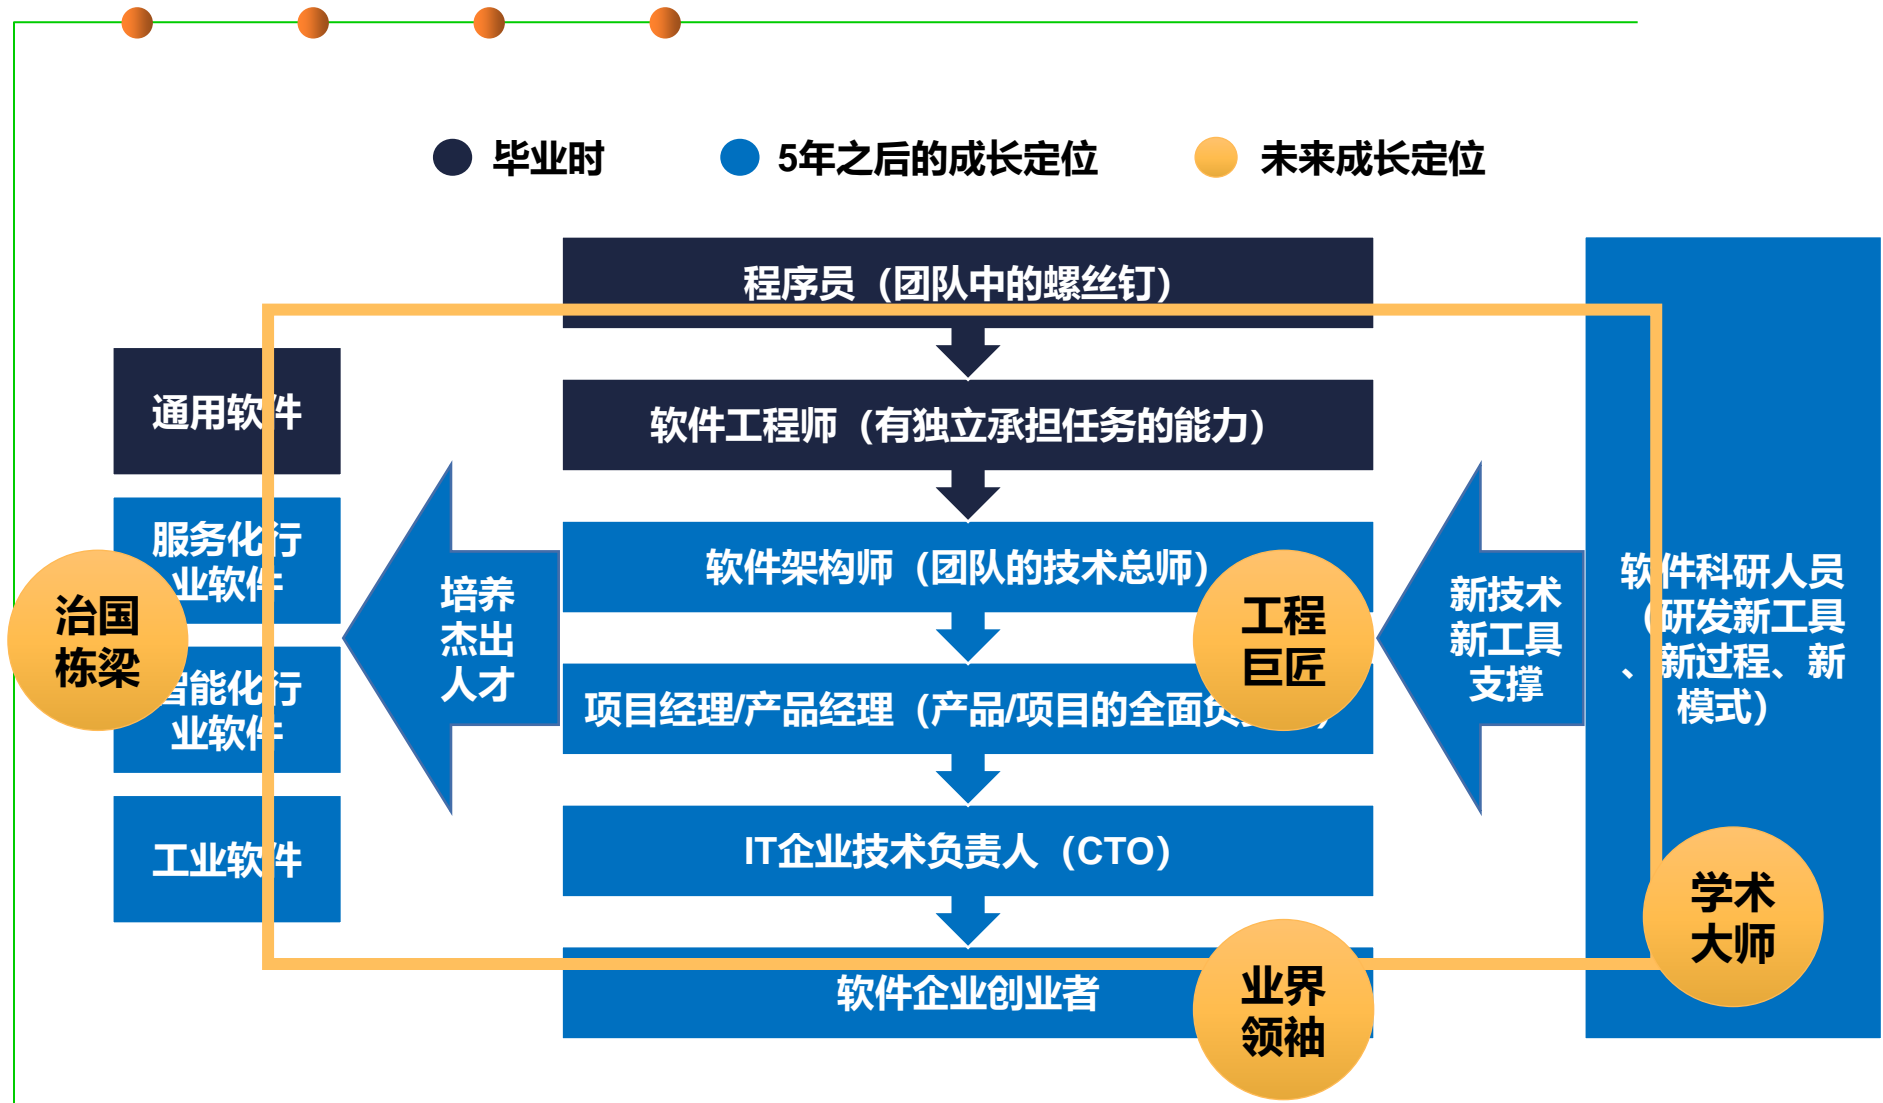 毕业时
5年之后的成长定位
未来成长定位
程序员（团队中的螺丝钉）
软件工程师（有独立承担任务的能力）
软件架构师（团队的技术总师）
项目经理/产品经理（产品/项目的全面负
IT企业技术负责人（CTO）
软件企业创业者
通用软件
服务化行
业软件
智能化行
业软件
工业软件
治国
栋梁
培养
杰出
人才
工程
巨匠
业界
领袖
新技术
新工具
支撑
软件科研人员
（研发新工具
、新过程、新
模式）
学术
大师